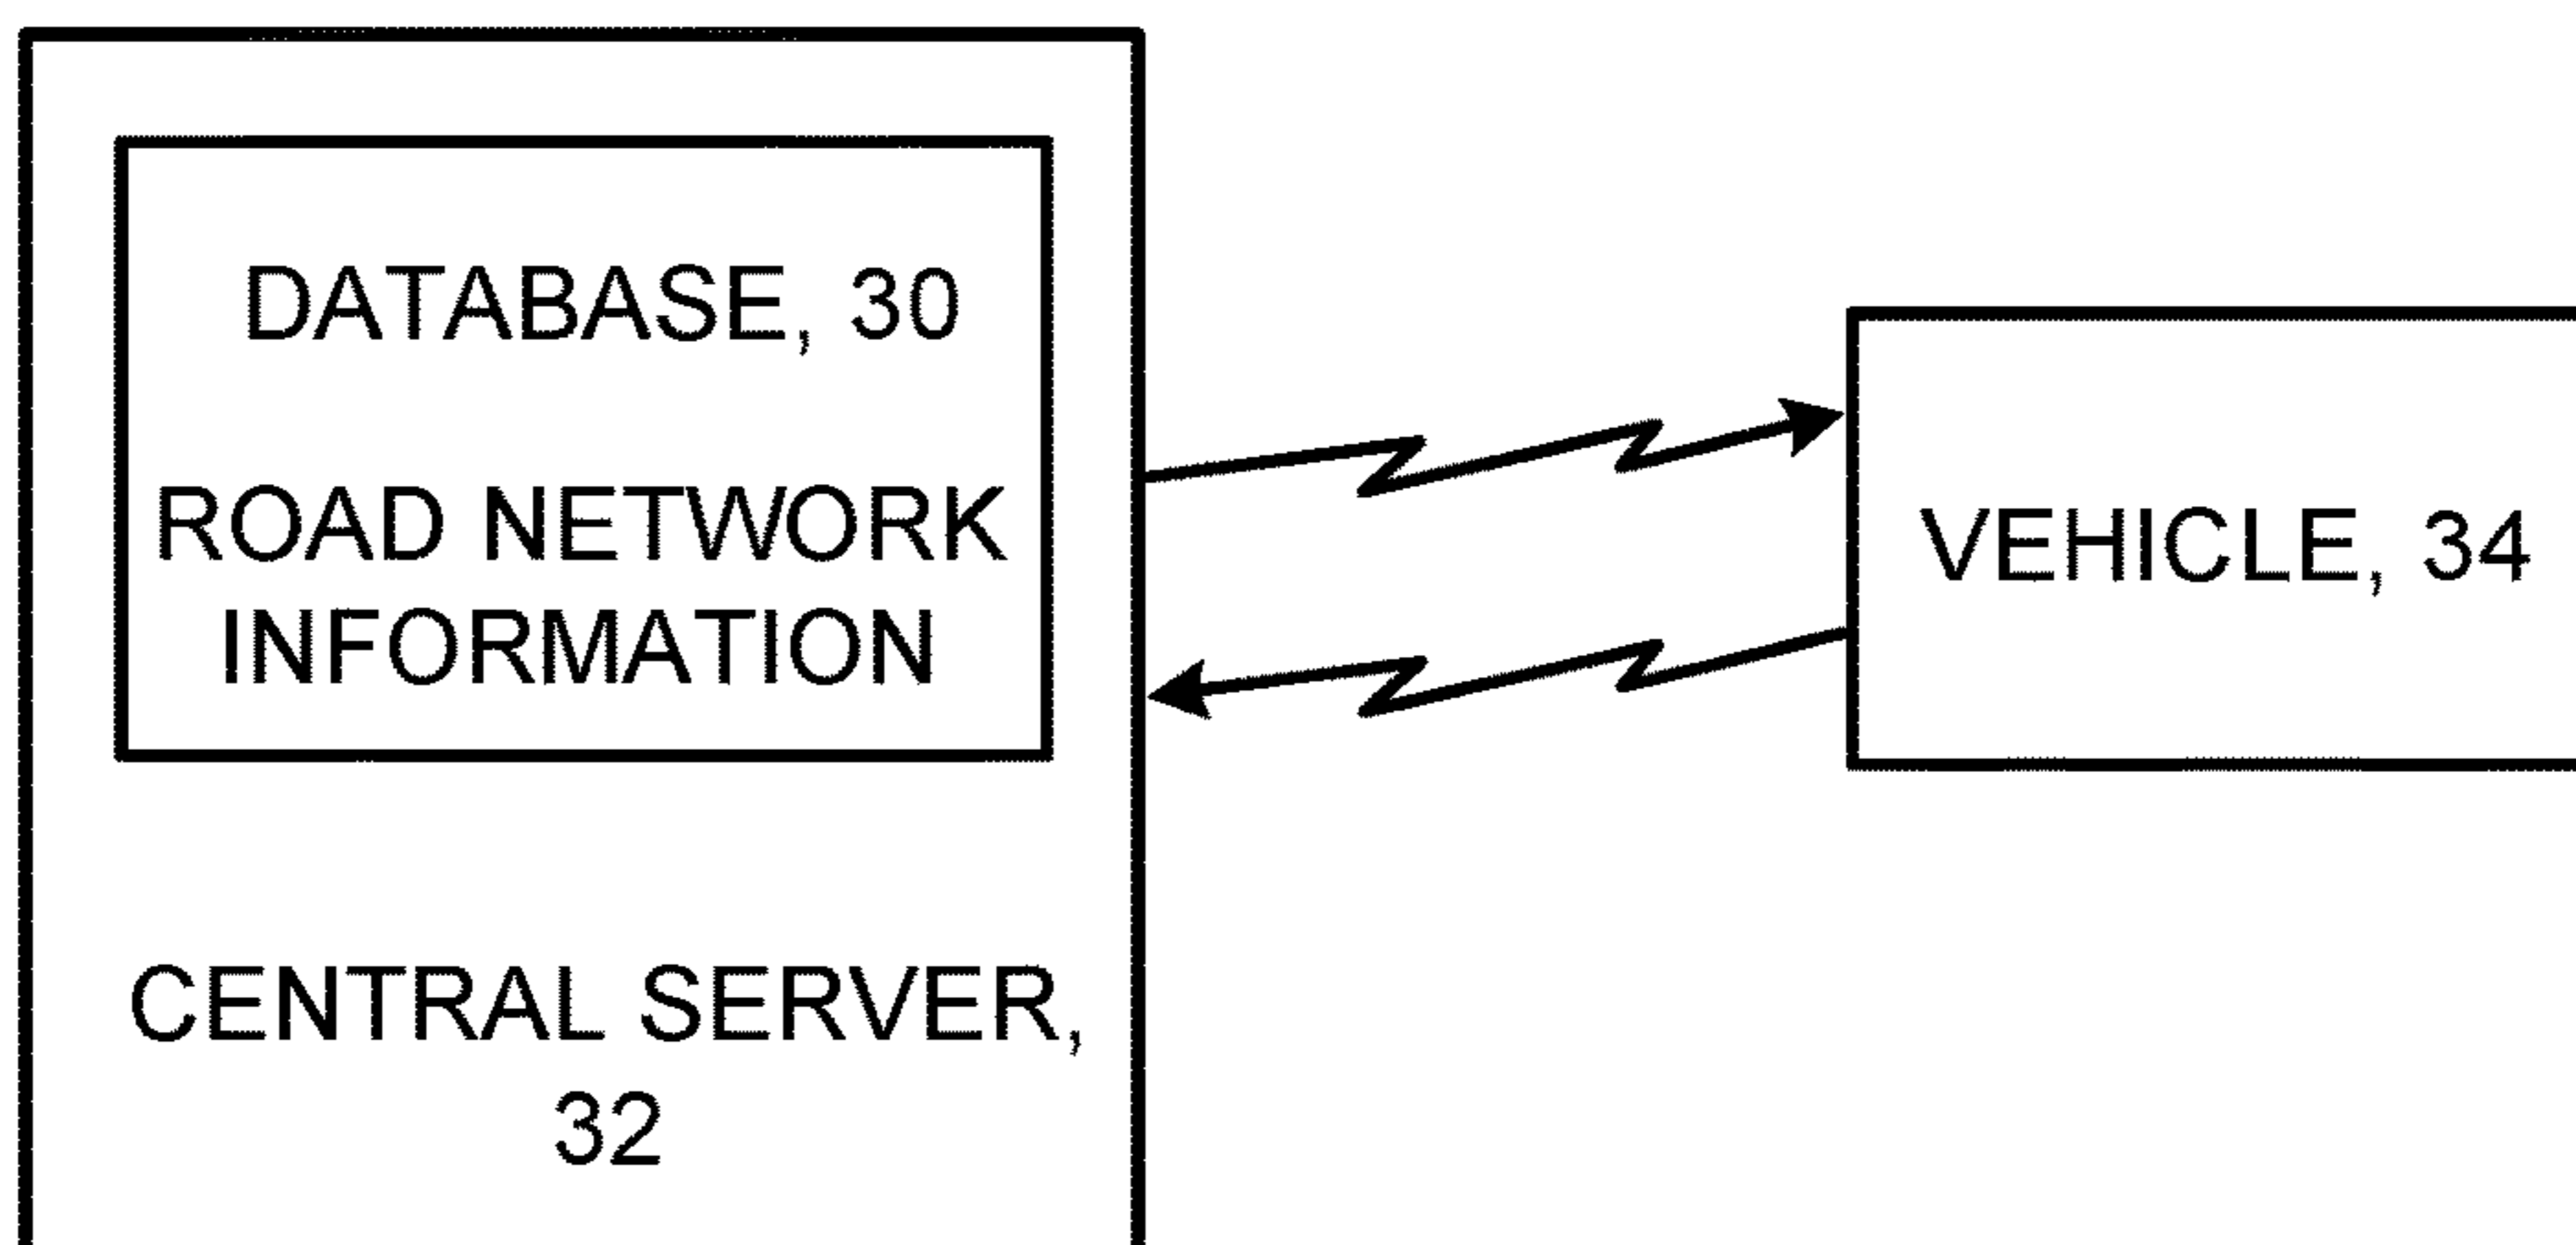 DATABASE, 30
ROAD NETWORK
INFORMATION
CENTRAL SERVER,
32
VEHICLE, 34